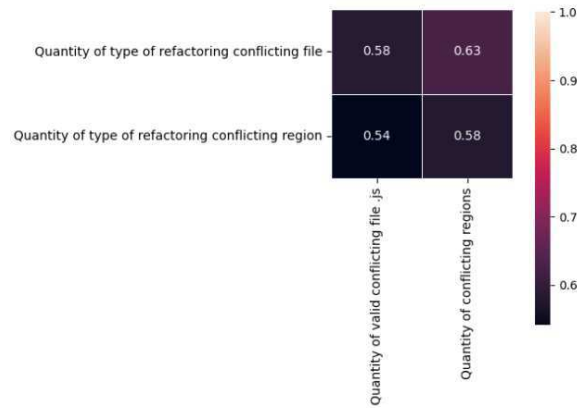 Quantity of type of refactoring conflicting file
0.58
0.63
Quantity of type of refactoring conflicting region
0.54
0.58
Quantity of valid conflicting file .js
Quantity of conflicting regions
1.0
0.9
0.8
0.7
0.6